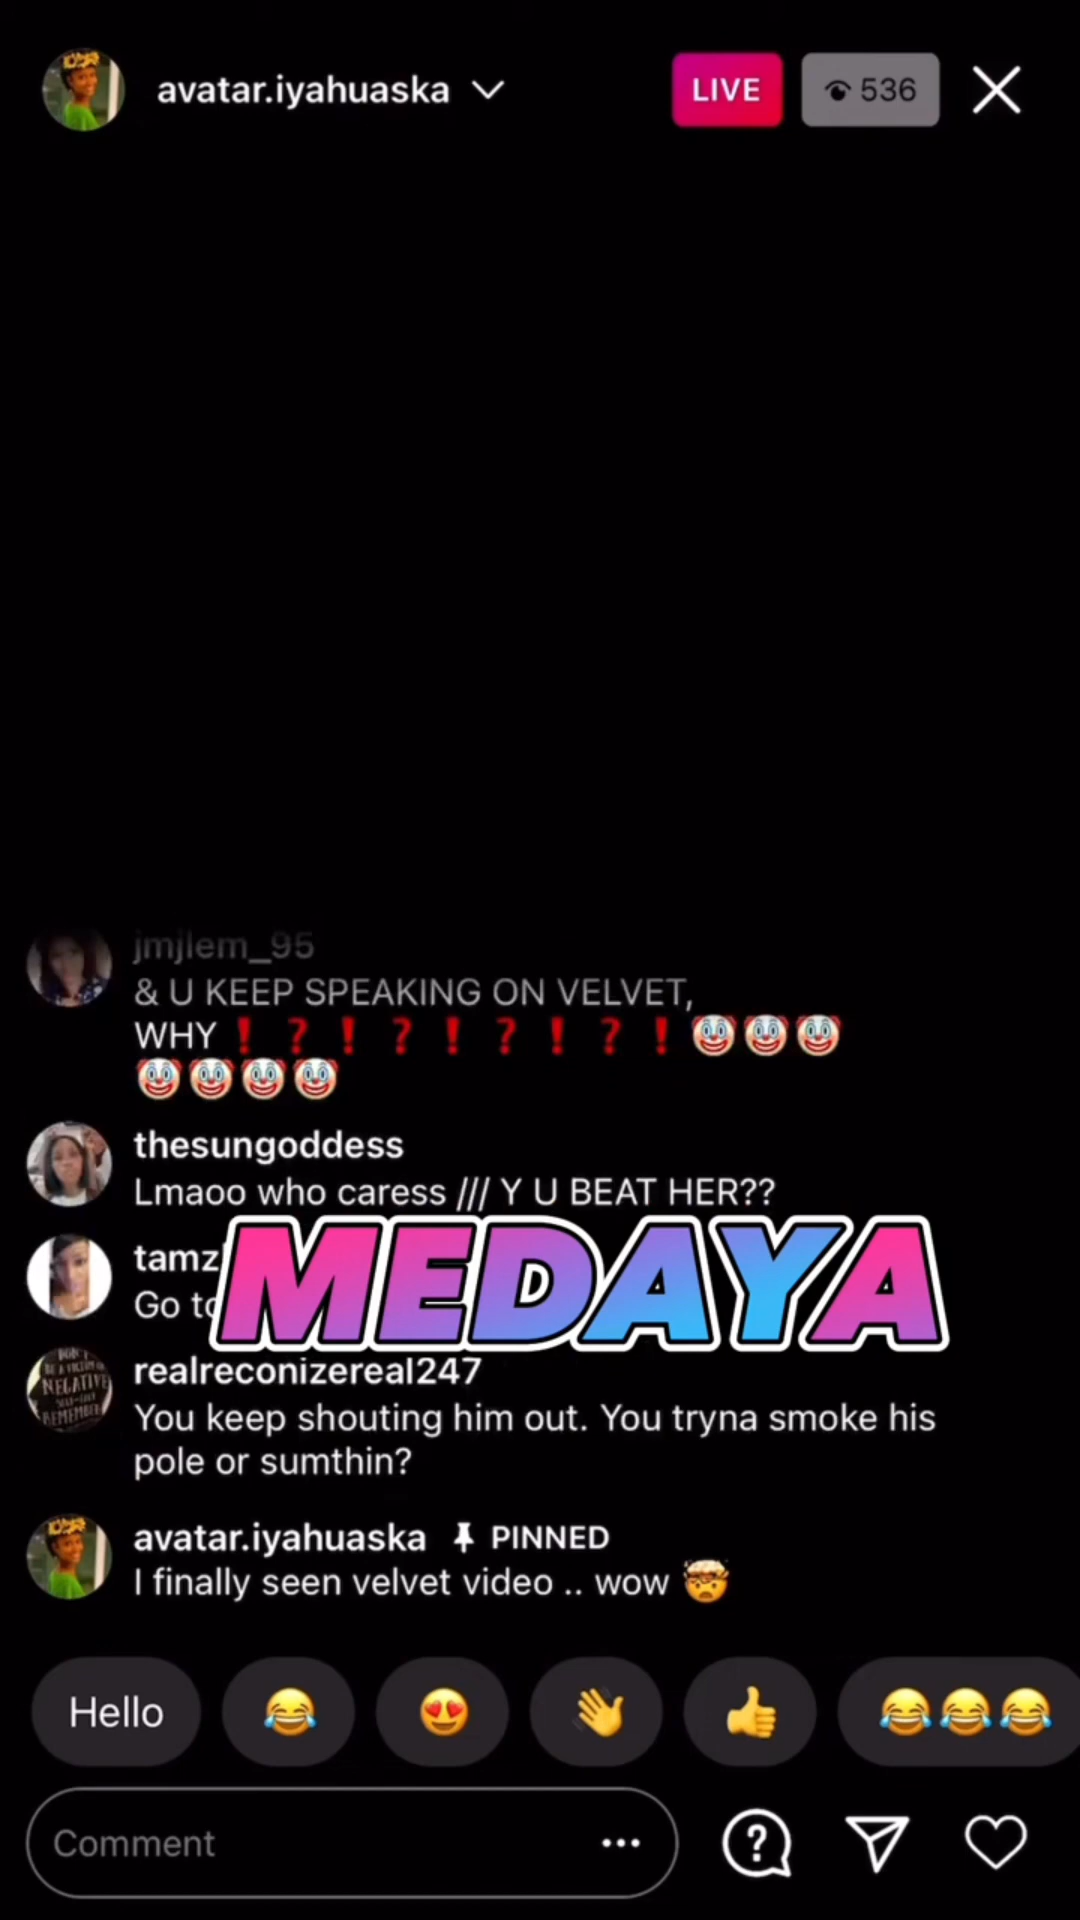 avatar.iyahuaska
LIVE
536
jmjlem_95
& U KEEP SPEAKING ON VELVET,
WHY❗❓❗❓❗❓❗❓❗🤡🤡🤡
🤡🤡🤡🤡
thesungoddess
Lmaoo who caress /// Y U BEAT HER??
MEDAYA
Go
realreconizereal247
You keep shouting him out. You tryna smoke his
pole or sumthin?
avatar.iyahuaska PINNED
I finally seen velvet video .. wow 🤯
Hello 😂 😍 👋 👍 😂😂😂
Comment